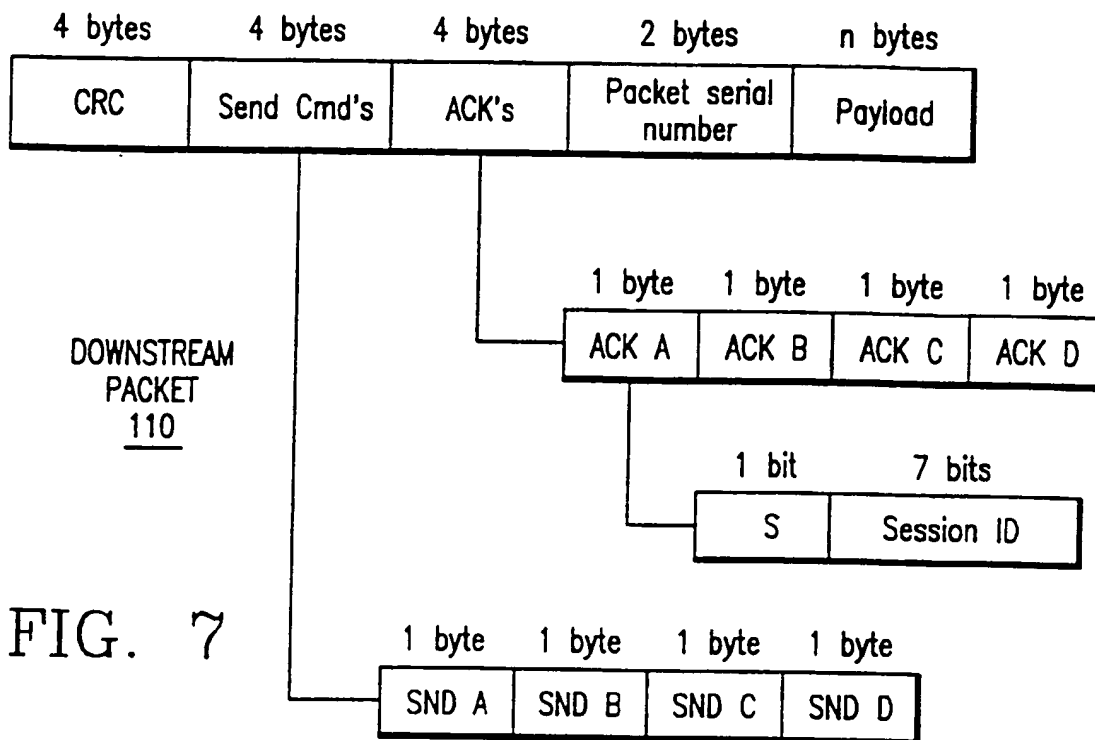 4 bytes 4 bytes 4 bytes 2 bytes n bytes
CRC Send Cmd's ACK's Packet serial number Payload
1 byte 1 byte 1 byte 1 byte
ACK A ACK B ACK C ACK D
DOWNSTREAM
PACKET
110
1 bit 7 bits
S Session ID
FIG. 7
1 byte 1 byte 1 byte 1 byte
SND A SND B SND C SND D